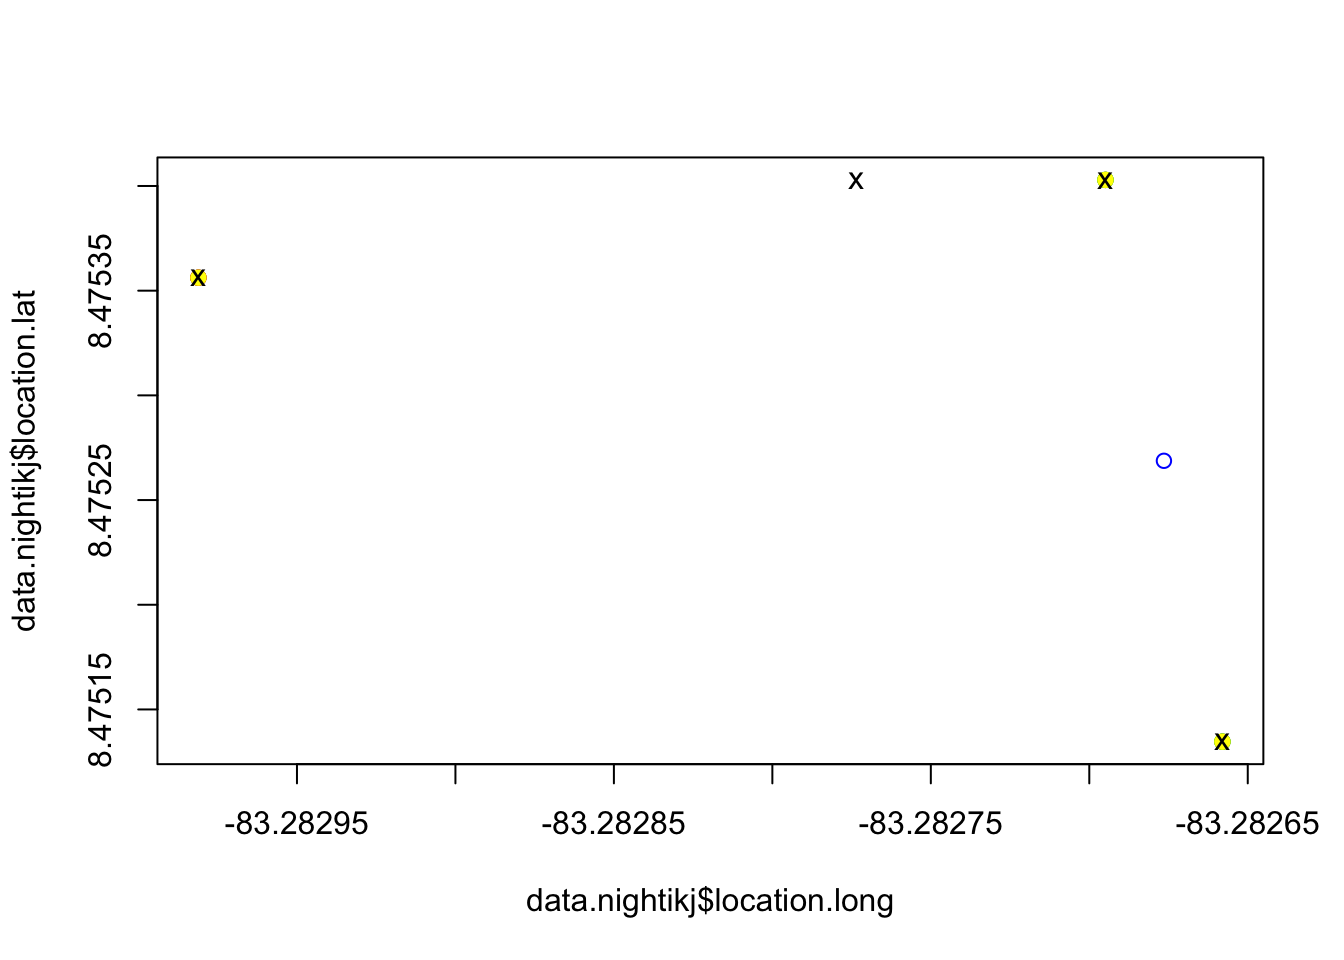 data.nightikj$location.lat
8.47535
8.47525
8.47515
x
x
x
x
-83.28295
-83.28285
-83.28275
-83.28265
data.nightikj$location.long